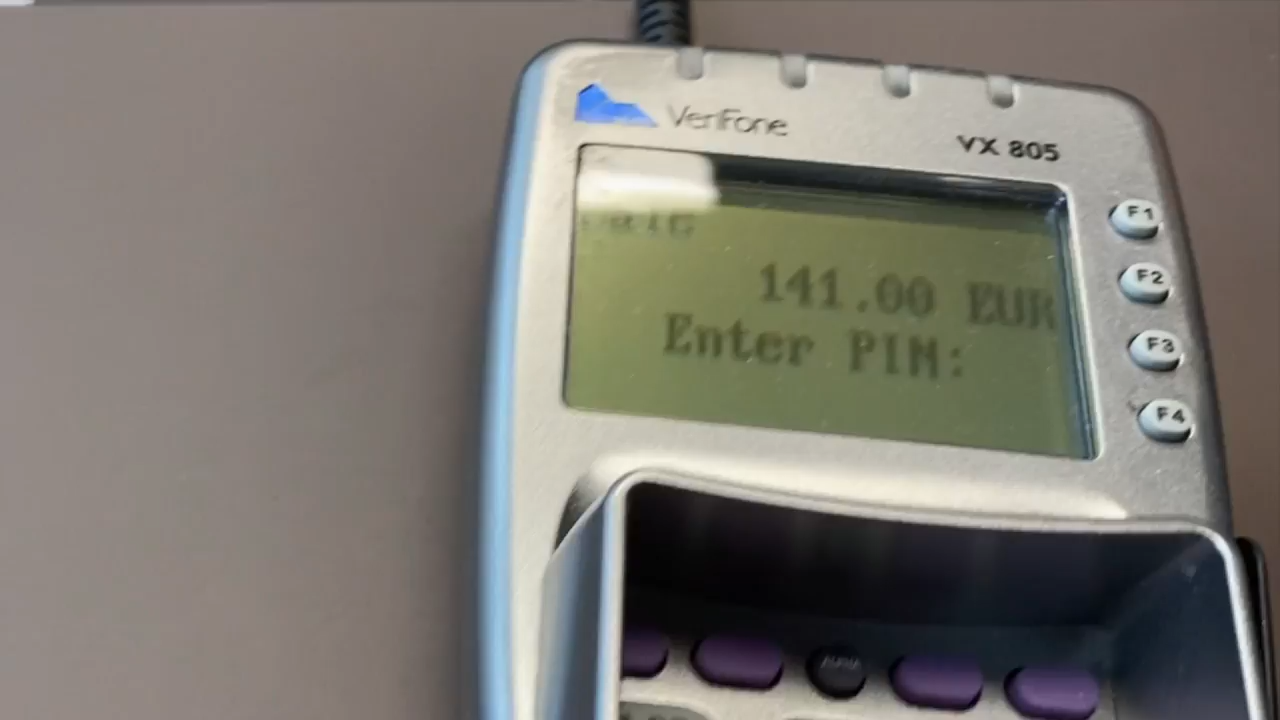 VeriFone
VX 805
141.00 EUR
Enter PIN:
F1
F2
F3
F4